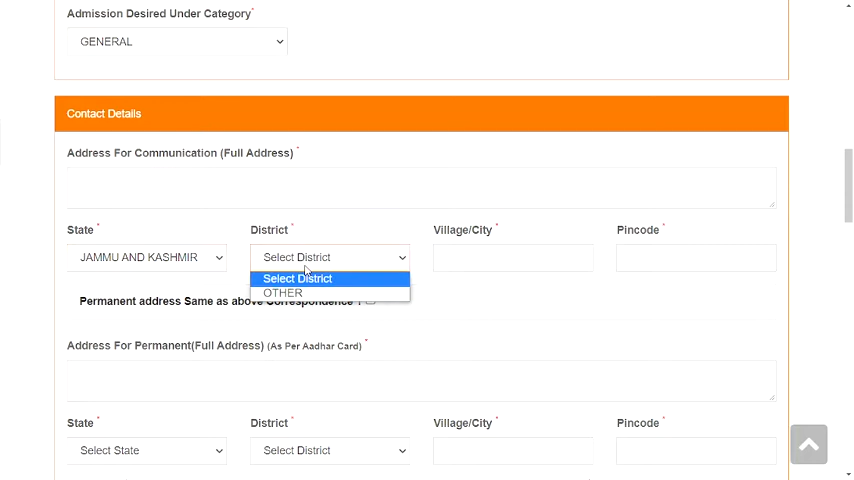 Admission Desired Under Category*
GENERAL
Contact Details
Address For Communication (Full Address) *
State * District * Village/City * Pincode *
JAMMU AND KASHMIR Select District
Select District
OTHER
Permanent address Same as above Correspondence ?
Address For Permanent(Full Address) (As Per Aadhar Card) *
State * District * Village/City * Pincode *
Select State Select District